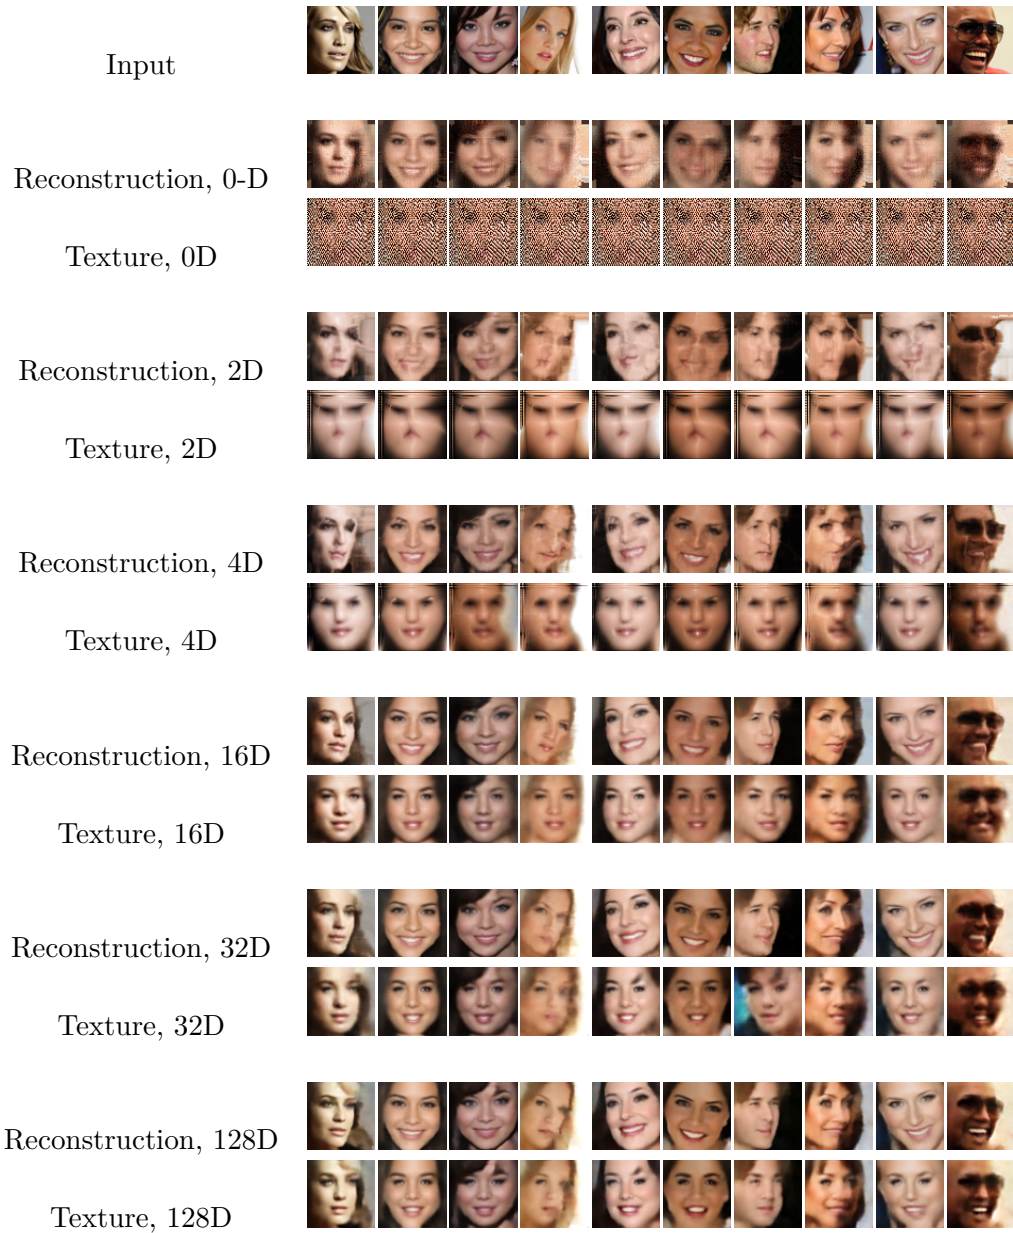 Input
Reconstruction, 0-D
Texture, 0D
Reconstruction, 2D
Texture, 2D
Reconstruction, 4D
Texture, 4D
Reconstruction, 16D
Texture, 16D
Reconstruction, 32D
Texture, 32D
Reconstruction, 128D
Texture, 128D